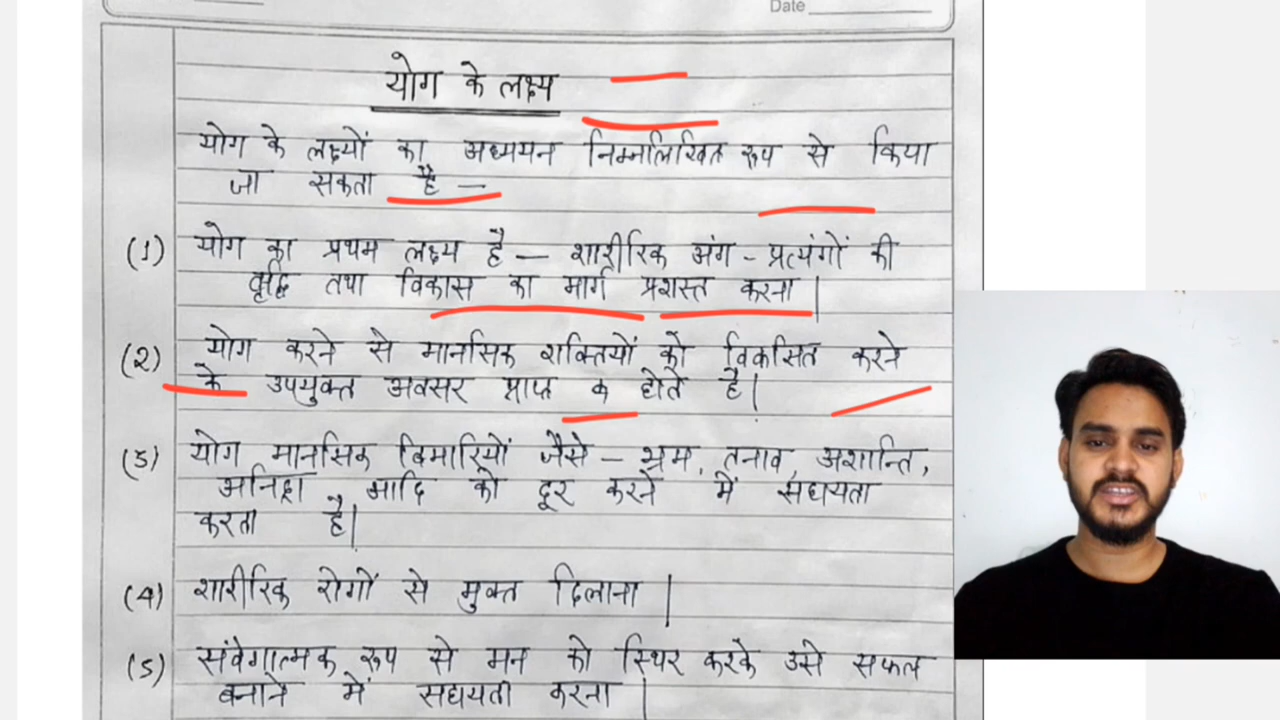 Date
योग के लक्ष्य
योग के लक्ष्यों का अध्ययन निम्नलिखित रूप से किया
जा सकता है –
(1) योग का प्रथम लक्ष्य है – शारीरिक अंग - प्रत्यंगों की
वृद्धि तथा विकास का मार्ग प्रशस्त करना |
(2) योग करने से मानसिक शक्तियों को विकसित करने
के उपयुक्त अवसर प्राप्त क होते है|
(3) योग मानसिक विमारियों जैसे – भ्रम, तनाव, अशान्ति,
अनिद्रा आदि को दूर करने में सहायता
करता है|
(4) शारीरिक रोगों से मुक्त दिलाना |
(5) संवेगात्मक रूप से मन को स्थिर करके उसे सफल
बनाने में सहायता करना |